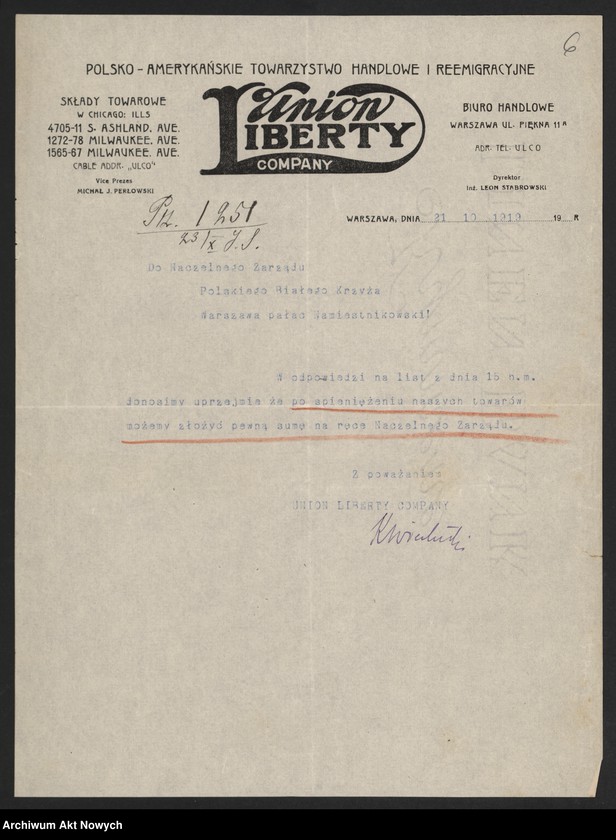 6
POLSKO-AMERYKAŃSKIE TOWARZYSTWO HANDLOWE I REEMIGRACYJNE
SKŁADY TOWAROWE
W CHICAGO: ILLS
4705-11 S. ASHLAND. AVE.
1272-78 MILWAUKEE. AVE.
1565-67 MILWAUKEE. AVE.
CABLE ADDR. „ULCO”
Vice Prezes
MICHAŁ J. PERŁOWSKI
Union
LIBERTY
COMPANY
BIURO HANDLOWE
WARSZAWA UL. PIĘKNA 11A
ADR. TEL. ULCO
Dyrektor
Inż. LEON STABROWSKI
1251
23/X J.S.
WARSZAWA, DNIA 21 10 1919 19 R
Do Naczelnego Zarządu
Polskiego Białego Krzyża
Warszawa pałac Namiestnikowski!
W odpowiedzi na list z dnia 15 b.m.
donosimy uprzejmie że po spieniężeniu naszych towarów
możemy złożyć pewną sumę na ręce Naczelnego Zarządu.
Z poważaniem
UNION LIBERTY COMPANY
Archiwum Akt Nowych